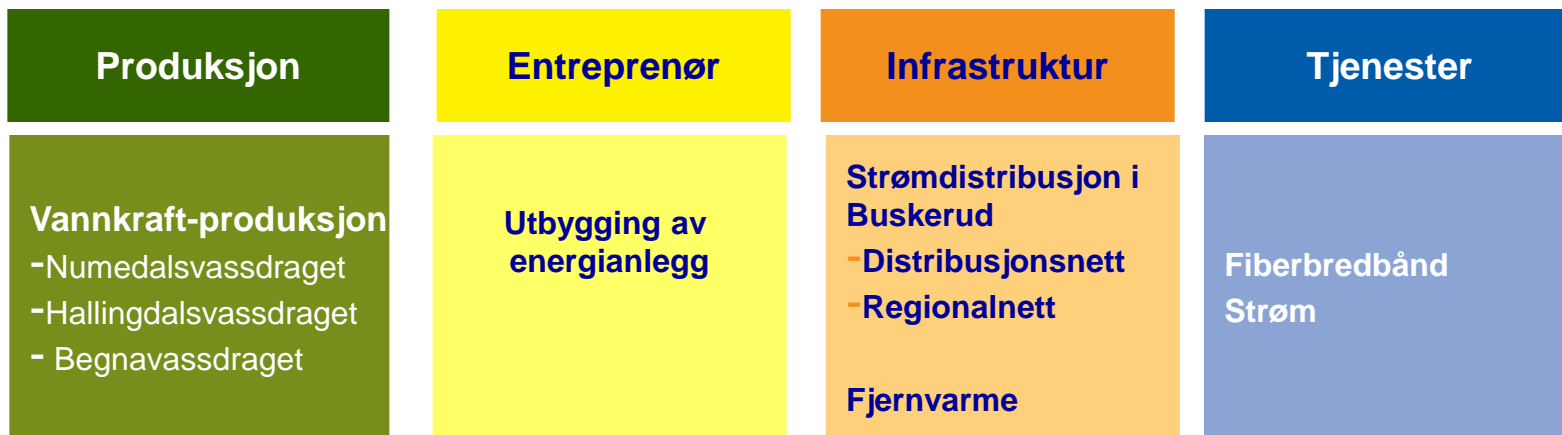 Produksjon
Vannkraft-produksjon
-Numedalsvassdraget
-Hallingdalsvassdraget
- Begnavassdraget
Entreprenør
Utbygging av
energianlegg
Infrastruktur
Strømdistribusjon i
Buskerud
-Distribusjonsnett
-Regionalnett
Fjernvarme
Tjenester
Fiberbredbånd
Strøm